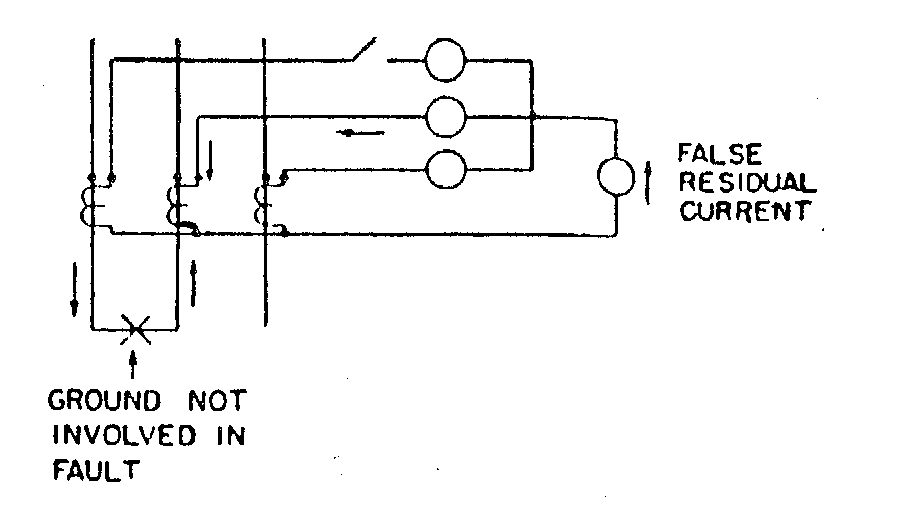 FALSE
RESIDUAL
CURRENT
GROUND NOT
INVOLVED IN
FAULT